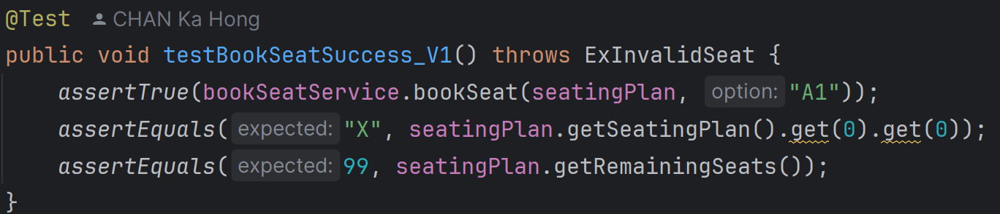 @Test CHAN Ka Hong
public void testBookSeatSuccess_V1() throws ExInvalidSeat {
assertTrue(bookSeatService.bookSeat(seatingPlan, option: "A1"));
assertEquals( expected: "X", seatingPlan.getSeatingPlan().get(0).get(0));
assertEquals( expected: 99, seatingPlan.getRemainingSeats());
}